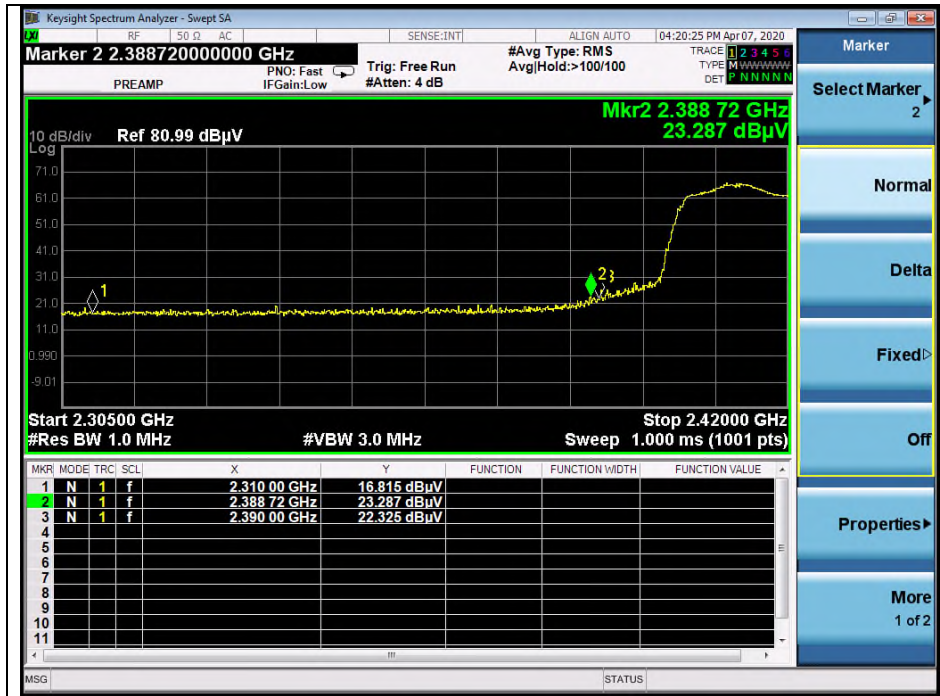 Keysight Spectrum Analyzer - Swept SA
LXI RF 50 Ω AC SENSE:INT ALIGN AUTO 04:20:25 PM Apr 07, 2020
Marker 2 2.388720000000 GHz
PREAMP
PNO: Fast
IFGain:Low
Trig: Free Run
#Atten: 4 dB
#Avg Type: RMS
Avg|Hold:>100/100
TRACE 1 2 3 4 5 6
TYPE M W W W W W
DET P N N N N N
Mkr2 2.388 72 GHz
23.287 dBµV
10 dB/div Ref 80.99 dBµV
Log
71.0
61.0
51.0
41.0
31.0
21.0
11.0
0.990
-9.01
1
2
3
Start 2.30500 GHz Stop 2.42000 GHz
#Res BW 1.0 MHz #VBW 3.0 MHz Sweep 1.000 ms (1001 pts)
MKR MODE TRC SCL X Y FUNCTION FUNCTION WIDTH FUNCTION VALUE
1 N 1 f 2.310 00 GHz 16.815 dBµV
2 N 1 f 2.388 72 GHz 23.287 dBµV
3 N 1 f 2.390 00 GHz 22.325 dBµV
4
5
6
7
8
9
10
11
MSG STATUS
Marker
Select Marker
2
Normal
Delta
Fixed
Off
Properties
More
1 of 2